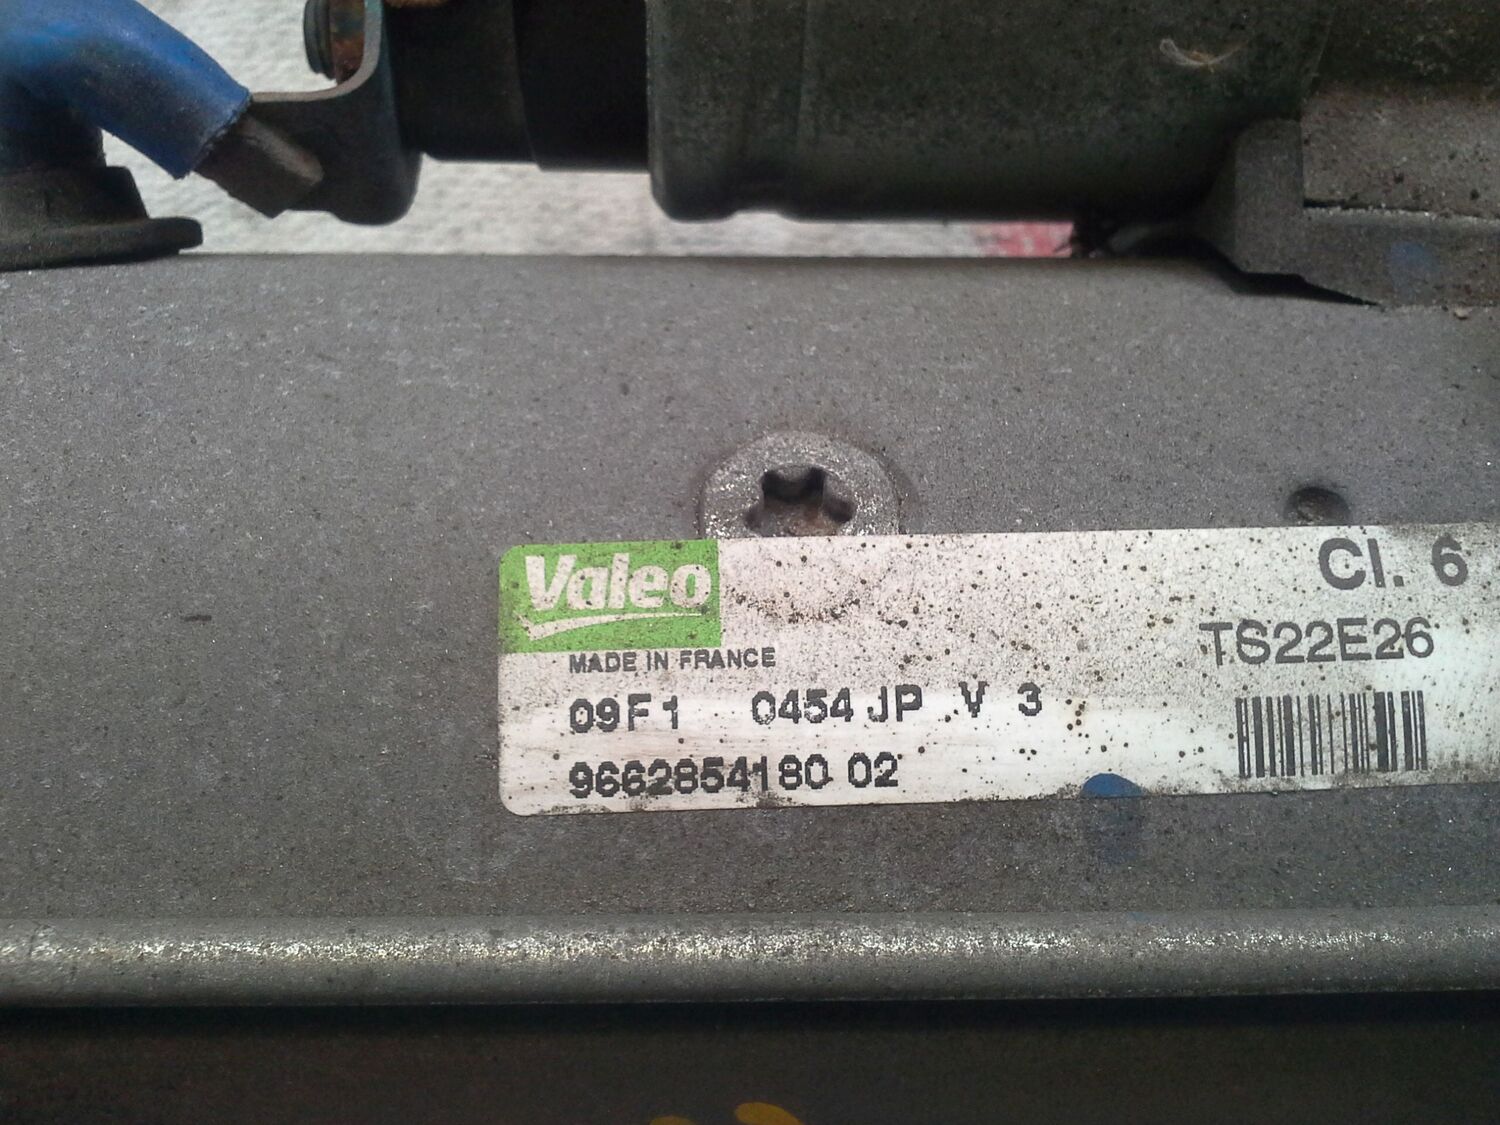 Valeo
Cl. 6
MADE IN FRANCE
TS22E26
09F1 0454 JP V 3
9662854180 02